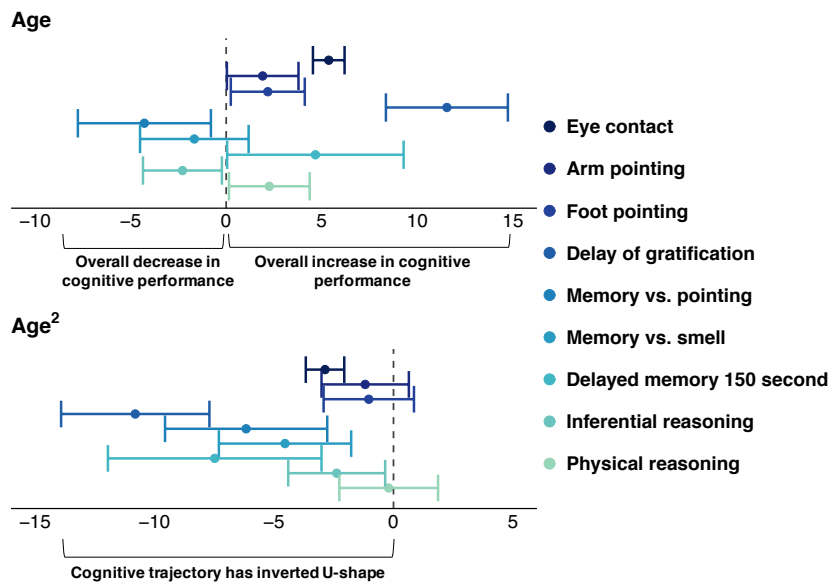 Age
−10 −5 0 5 10 15
Overall decrease in
cognitive performance
Overall increase in cognitive
performance
Age²
−15 −10 −5 0 5
Cognitive trajectory has inverted U-shape
Eye contact
Arm pointing
Foot pointing
Delay of gratification
Memory vs. pointing
Memory vs. smell
Delayed memory 150 second
Inferential reasoning
Physical reasoning